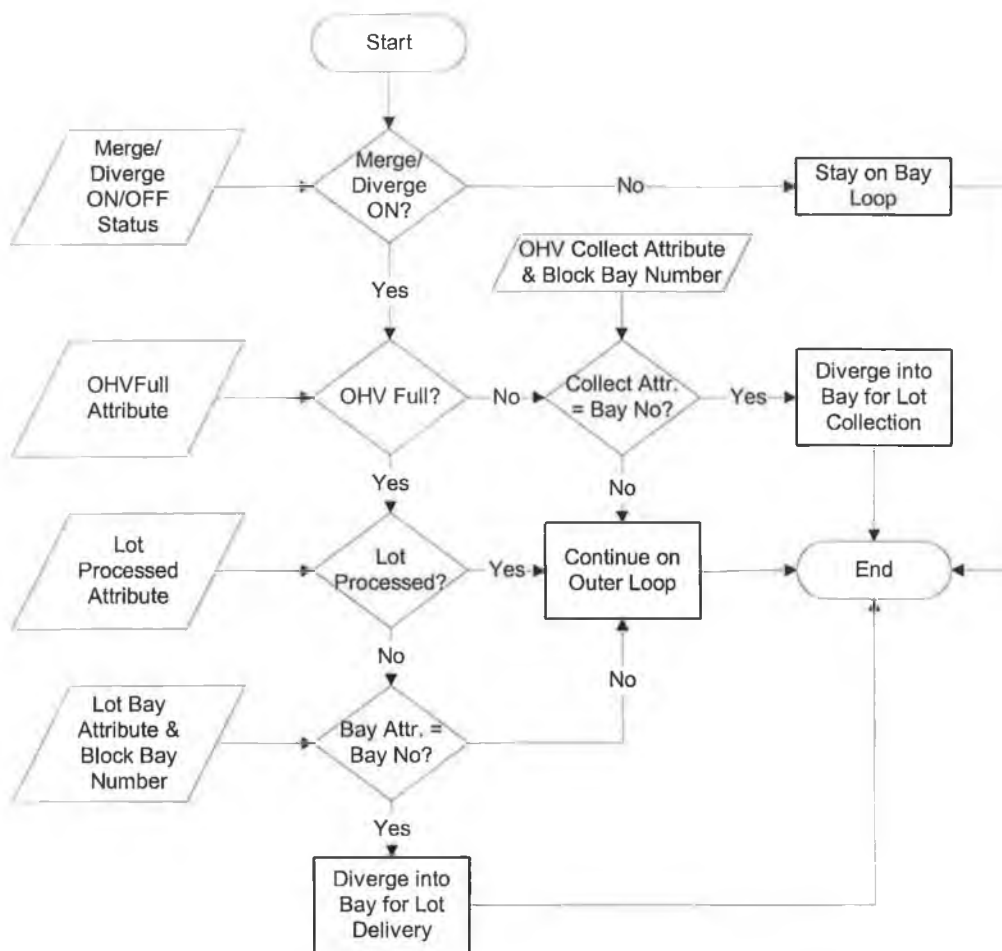 Start
Merge/
Diverge
ON/OFF
Status
Merge/
Diverge
ON?
No
Stay on Bay
Loop
OHV Collect Attribute
& Block Bay Number
Yes
OHVFull
Attribute
OHV Full?
No
Collect Attr.
= Bay No?
Yes
Diverge into
Bay for Lot
Collection
Yes
No
Lot
Processed
Attribute
Lot
Processed?
Yes
Continue on
Outer Loop
End
No
No
Lot Bay
Attribute &
Block Bay
Number
Bay Attr. =
Bay No?
Yes
Diverge into
Bay for Lot
Delivery